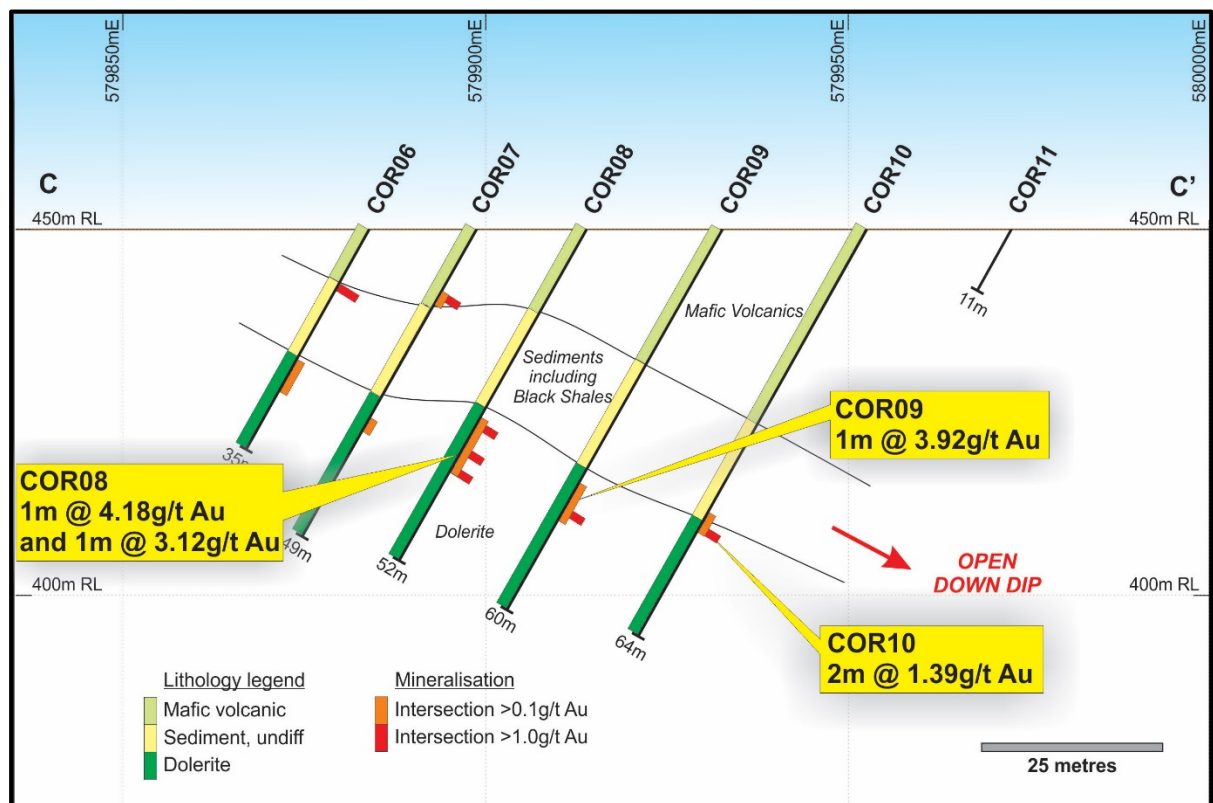 579850mE
579900mE
579950mE
580000mE
C
COR06
COR07
COR08
COR09
COR10
COR11
C'
450m RL
450m RL
11m
Mafic Volcanics
Sediments
including
Black Shales
COR09
1m @ 3.92g/t Au
COR08
1m @ 4.18g/t Au
and 1m @ 3.12g/t Au
Dolerite
49m
52m
60m
64m
OPEN
DOWN DIP
400m RL
400m RL
COR10
2m @ 1.39g/t Au
Lithology legend
Mafic volcanic
Sediment, undiff
Dolerite
Mineralisation
Intersection >0.1g/t Au
Intersection >1.0g/t Au
25 metres